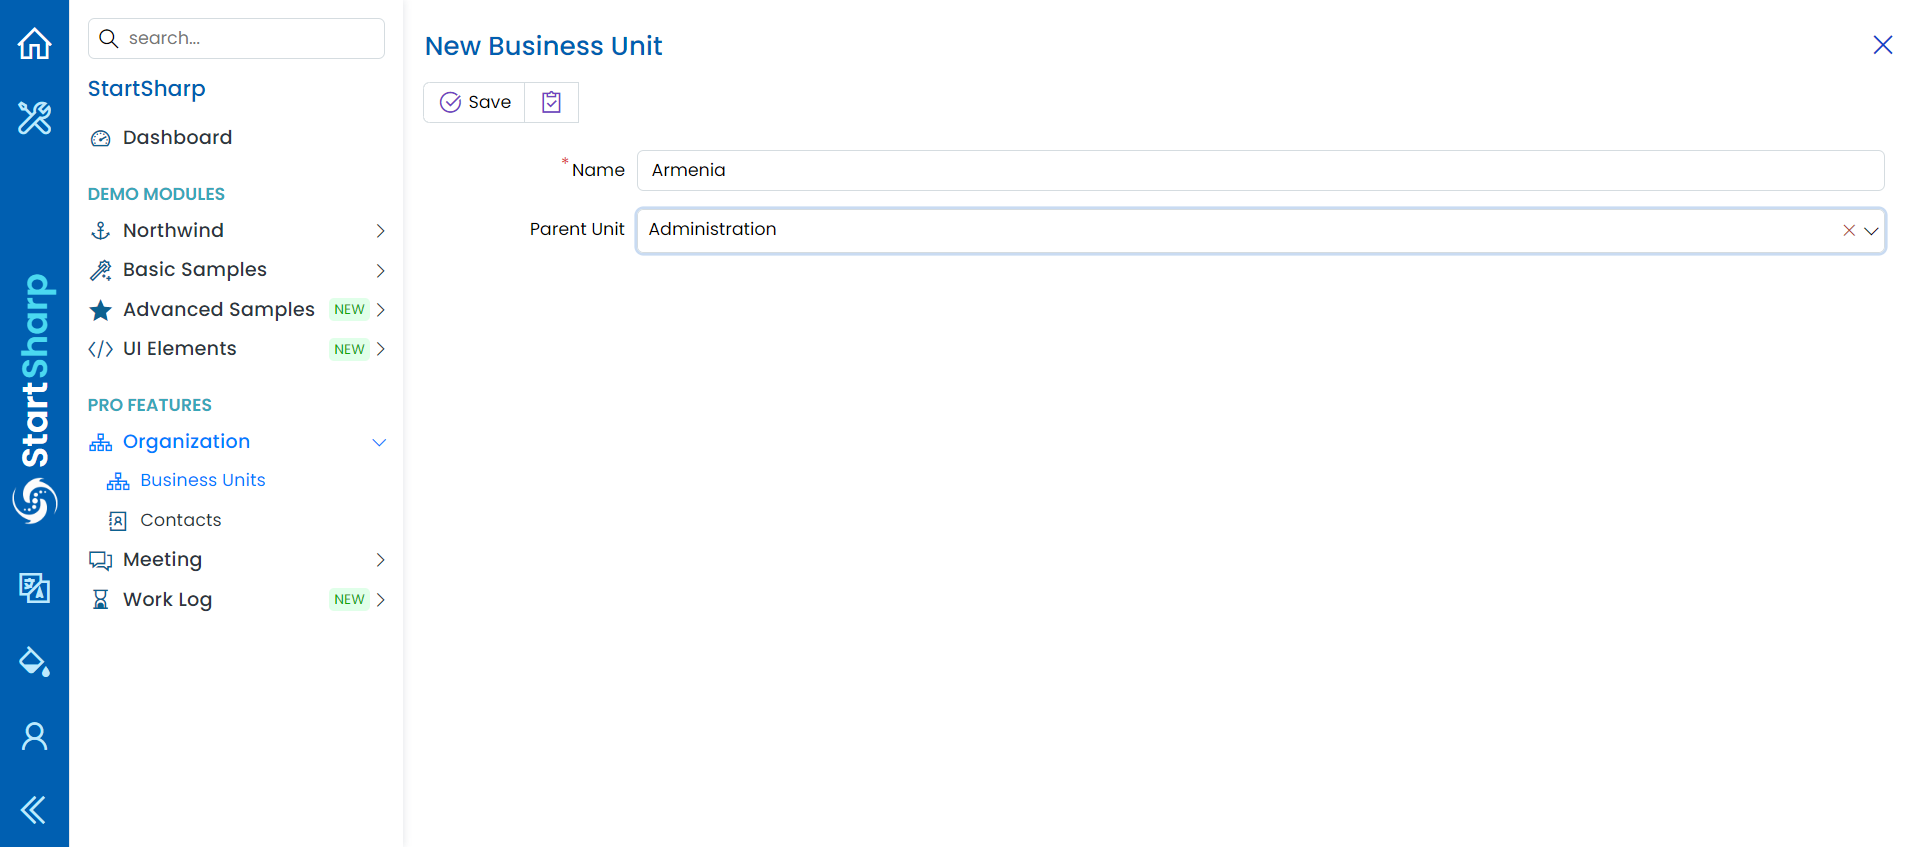 StartSharp
search...
StartSharp
Dashboard
DEMO MODULES
Northwind
Basic Samples
Advanced Samples NEW
UI Elements NEW
PRO FEATURES
Organization
Business Units
Contacts
Meeting
Work Log NEW
New Business Unit
Save
* Name Armenia
Parent Unit Administration